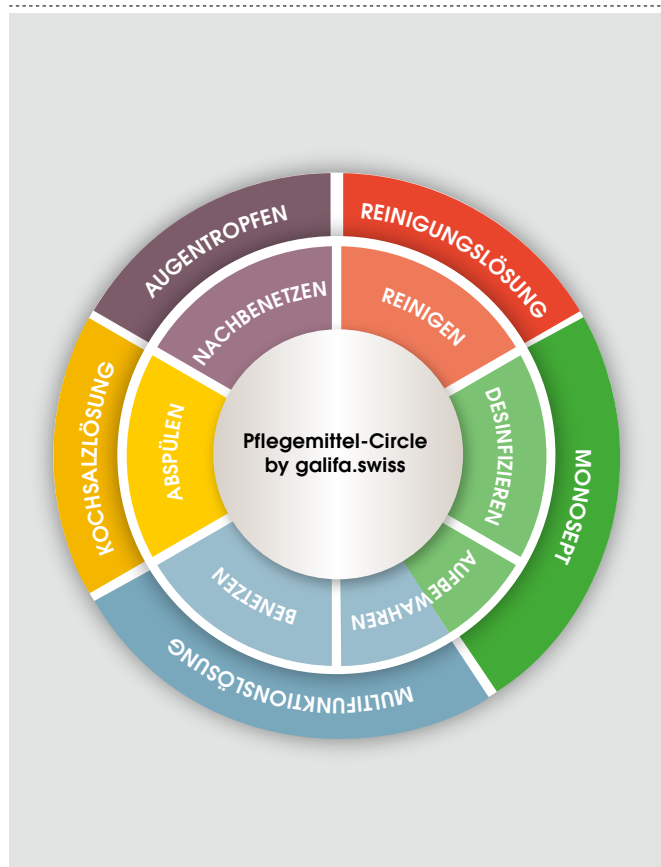 REINIGUNGSLÖSUNG
MONOSEPT
MULTIFUNKTIONSLÖSUNG
KOCHSALZLÖSUNG
AUGENTROPFEN
REINIGEN
DESINFIZIEREN
AUFBEWAHREN
BENETZEN
ABSPÜLEN
NACHBENETZEN
Pflegemittel-Circle
by galifa.swiss